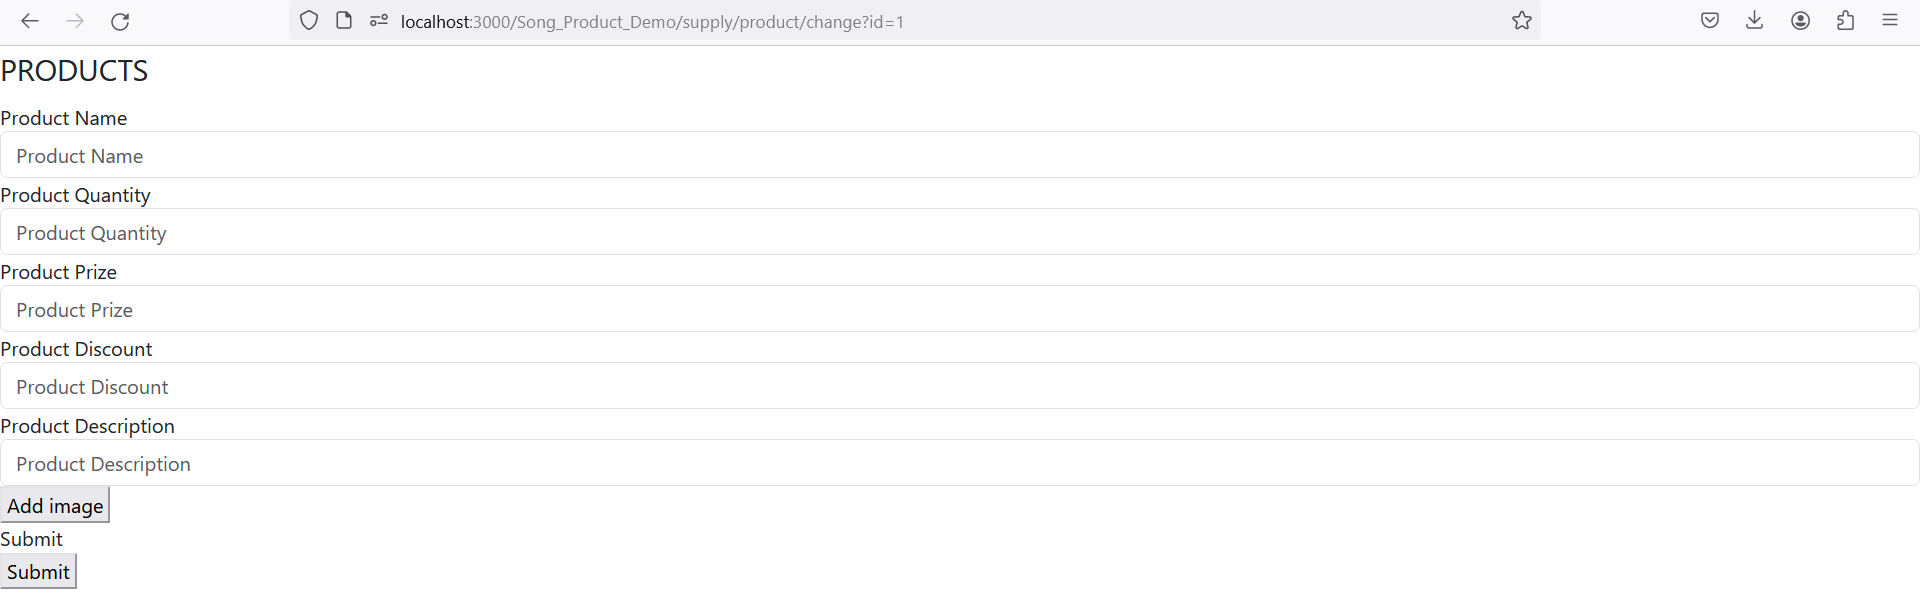 localhost:3000/Song_Product_Demo/supply/product/change?id=1
PRODUCTS
Product Name
Product Name
Product Quantity
Product Quantity
Product Prize
Product Prize
Product Discount
Product Discount
Product Description
Product Description
Add image
Submit
Submit